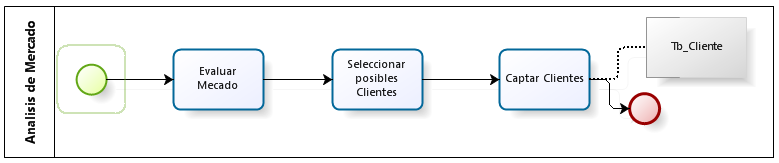 Analisis de Mercado
Evaluar
Mecado
Seleccionar
posibles
Clientes
Captar Clientes
Tb_Cliente